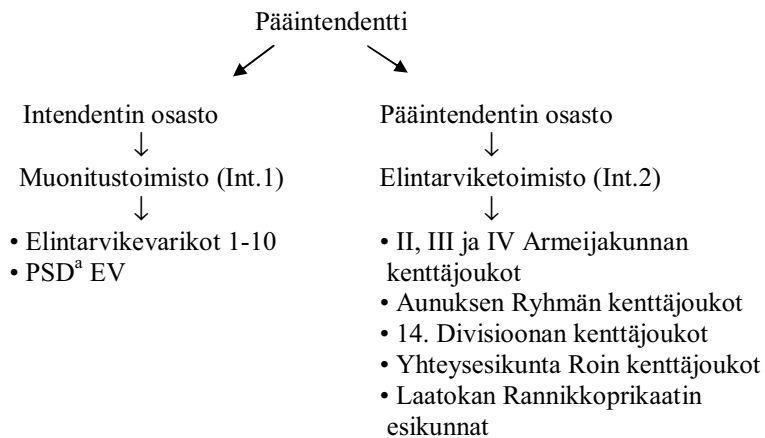 Pääintendentti
Intendentin osasto
Muonitustoimisto (Int.1)
• Elintarvikevarikot 1-10
• PSDª EV
Pääintendentin osasto
Elintarviketoimisto (Int.2)
• II, III ja IV Armeijakunnan
kenttäjoukot
• Aunuksen Ryhmän kenttäjoukot
• 14. Divisioonan kenttäjoukot
• Yhteysesikunta Roin kenttäjoukot
• Laatokan Rannikkoprikaatin
esikunnat